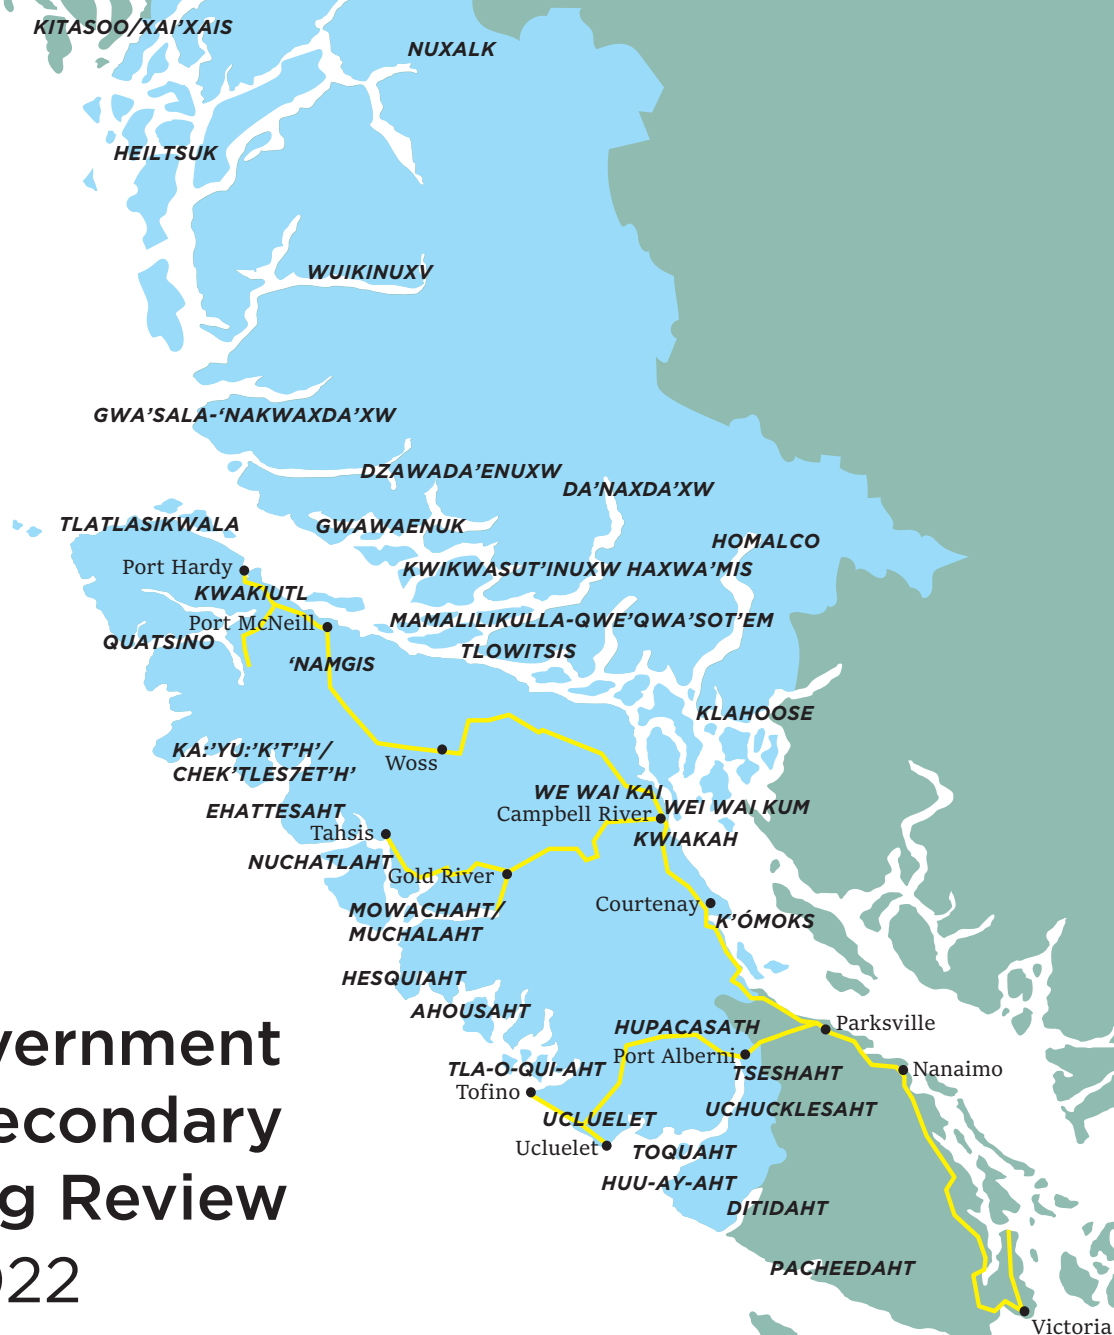 KITASOO/XAI’XAIS
NUXALK
HEILTSUK
WUIKINUXV
GWA’SALA-‘NAKWAXDA’XW
DZAWADA’ENUXW
DA’NAXDA’XW
TLATLASIKWALA
GWAWAENUK
HOMALCO
Port Hardy
KWIKWASUT’INUXW HAXWA’MIS
KWAKIUTL
Port McNeill
MAMALILIKULLA-QWE’QWA’SOT’EM
QUATSINO
TLOWITSIS
‘NAMGIS
KLAHOOSE
KA:’YU:’K’T’H’/
CHEK’TLES7ET’H’
Woss
WE WAI KAI
WEI WAI KUM
EHATTESAHT
Campbell River
Tahsis
KWIAKAH
NUCHATLAHT
Gold River
MOWACHAHT/
MUCHALAHT
Courtenay
K’ÓMOKS
HESQUIAHT
AHOUSAHT
HUPACASATH
Parksville
vernment
Port Alberni
TLA-O-QUI-AHT
TSESHAHT
Nanaimo
Tofino
UCHUCKLESAHT
econdary
UCLUELET
Ucluelet
TOQUAHT
HUU-AY-AHT
g Review
DITIDAHT
PACHEEDAHT
022
Victoria